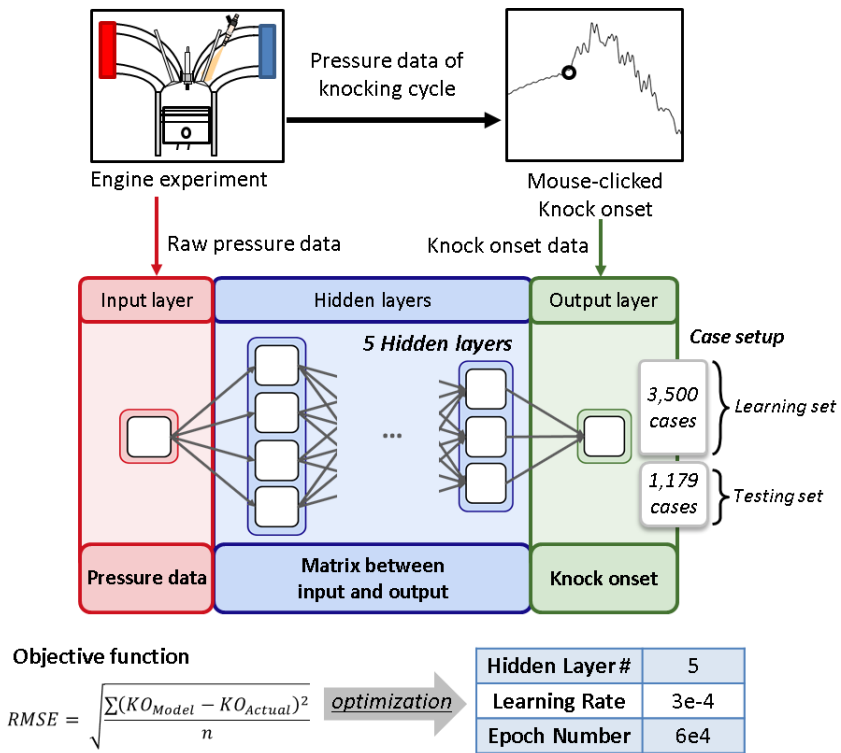 Pressure data of
knocking cycle
Engine experiment
Mouse-clicked
Knock onset
Raw pressure data
Knock onset data
Input layer
Hidden layers
Output layer
5 Hidden layers
Case setup
3,500
cases
Learning set
...
1,179
cases
Testing set
Pressure data
Matrix between
input and output
Knock onset
Objective function
RMSE = √(∑(KO_Model − KO_Actual)²/n)
optimization
Hidden Layer # 5
Learning Rate 3e-4
Epoch Number 6e4